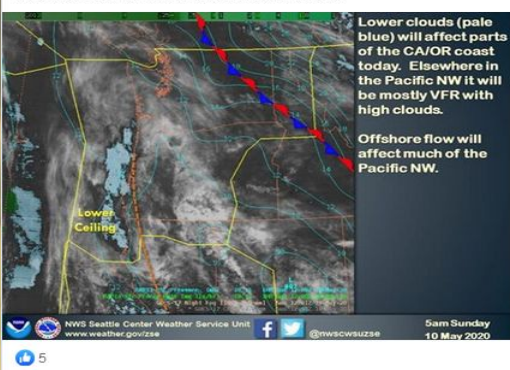 Lower clouds (pale
blue) will affect parts
of the CA/OR coast
today. Elsewhere in
the Pacific NW it will
be mostly VFR with
high clouds.
Offshore flow will
affect much of the
Pacific NW.
Lower
Ceiling
NWS Seattle Center Weather Service Unit
www.weather.gov/zse
@nwscwsuzse
5am Sunday
10 May 2020
5